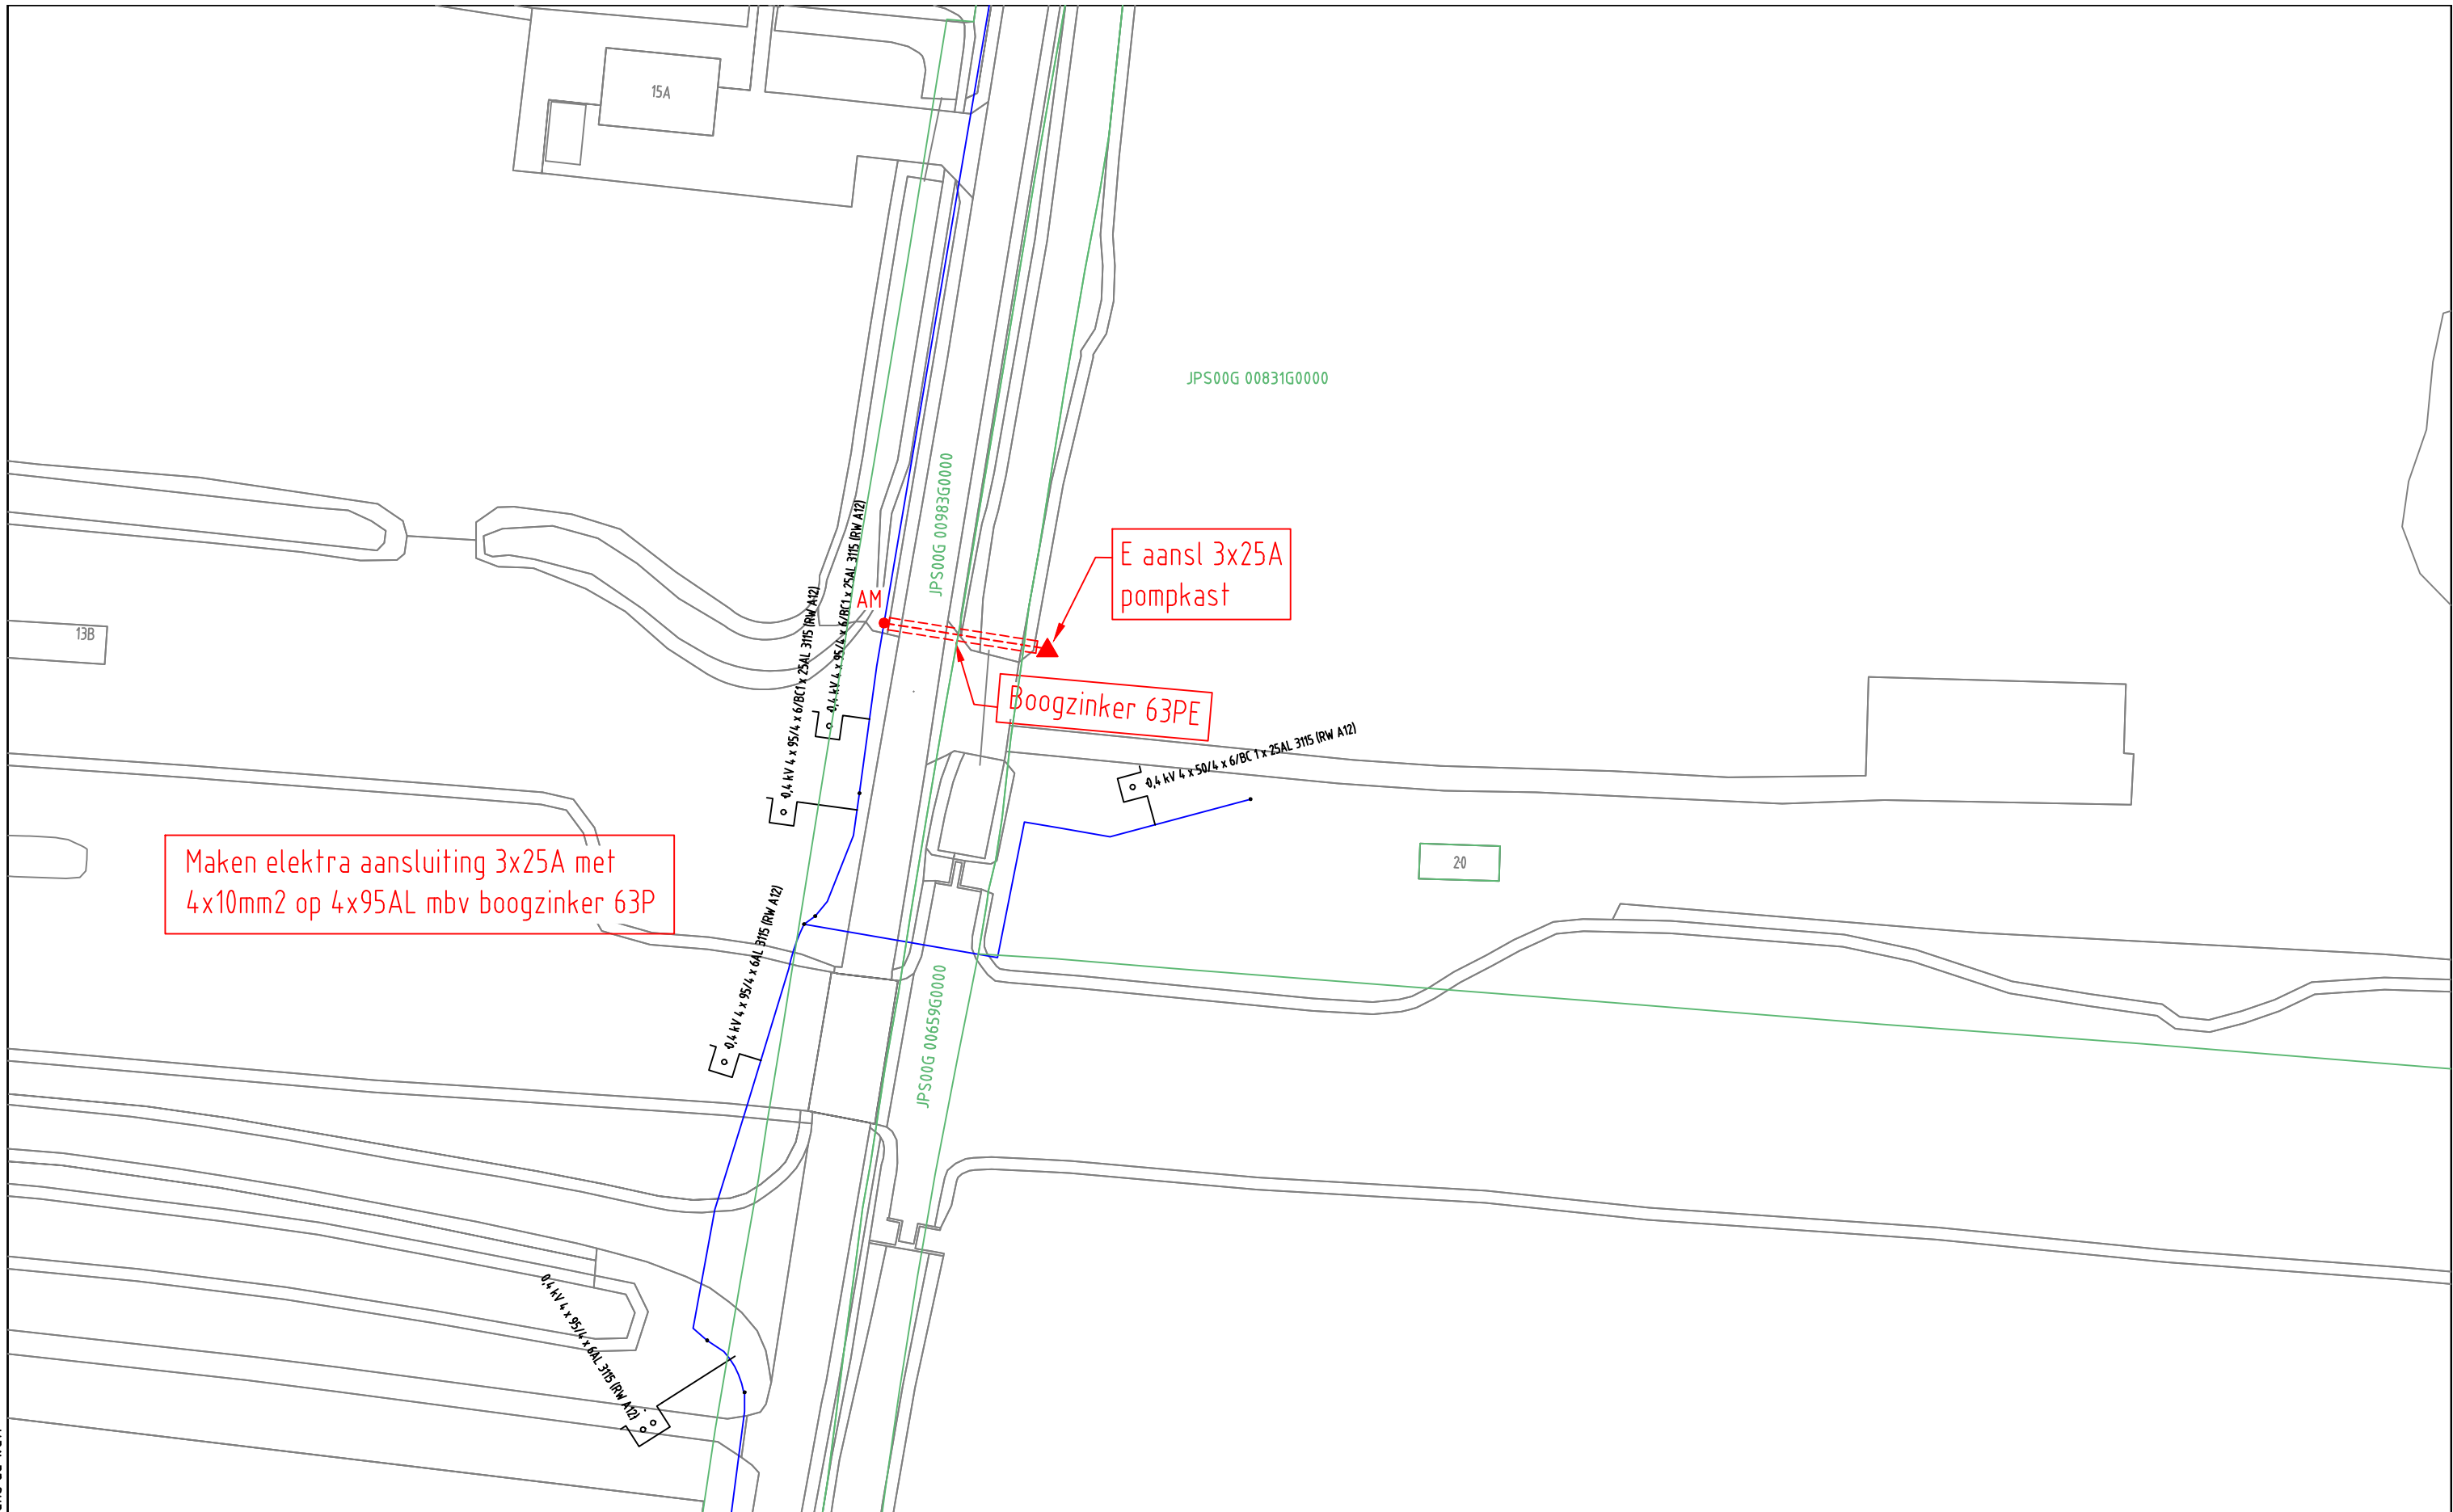 15A
JPS00G 00831G0000
JPS00G 00983G0000
0,4 kV 4 x 95/4 x 6/BC1 x 25AL 3115 (RW A12)
0,4 kV 4 x 95/4 x 6/BC1 x 25AL 3115 (RW A12)
E aansl 3x25A
pompkast
AM
13B
Boogzinker 63PE
0,4 kV 4 x 50/4 x 6/BC 1 x 25AL 3115 (RW A12)
Maken elektra aansluiting 3x25A met
4x10mm2 op 4x95AL mbv boogzinker 63P
20
0,4 kV 4 x 95/4 x 6AL 3115 (RW A12)
JPS00G 00659G0000
0,4 kV 4 x 95/4 x 6AL 3115 (RW A12)